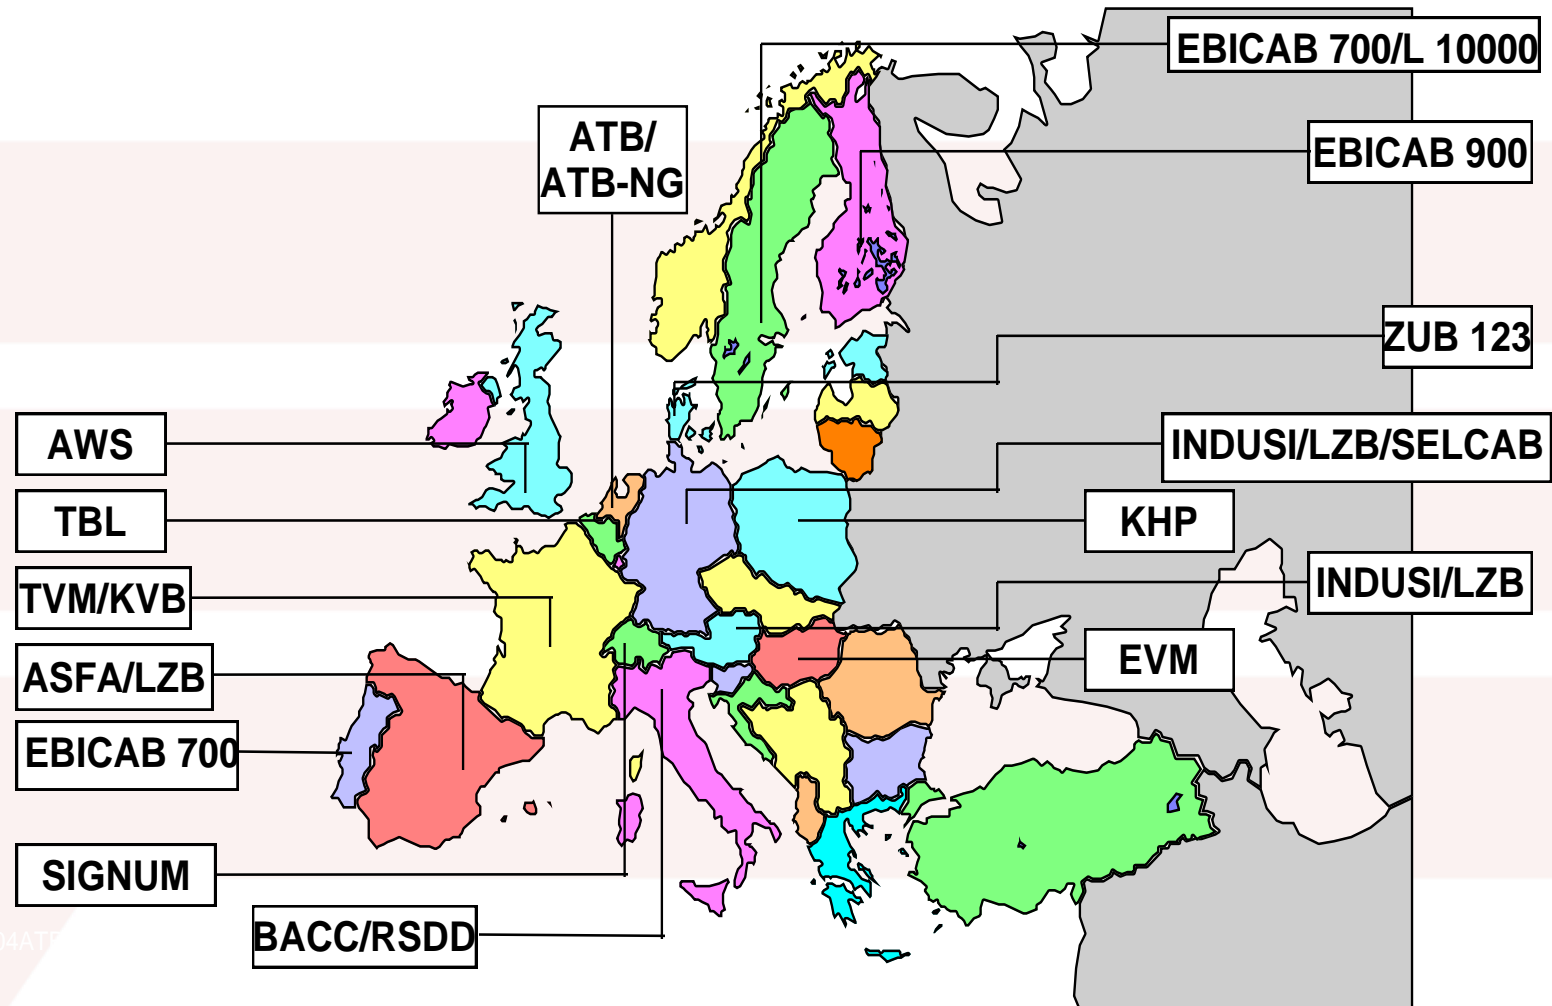 EBICAB 700/L 10000
ATB/
ATB-NG
EBICAB 900
ZUB 123
AWS
INDUSI/LZB/SELCAB
TBL
KHP
TVM/KVB
INDUSI/LZB
ASFA/LZB
EVM
EBICAB 700
SIGNUM
BACC/RSDD